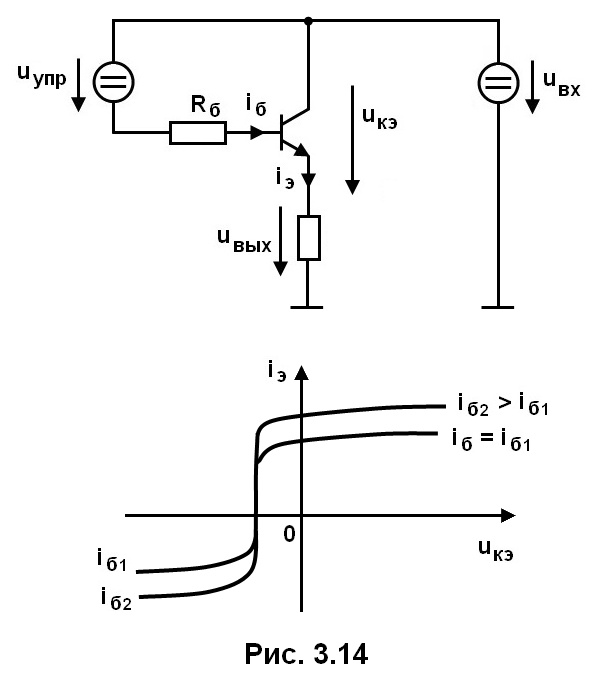 uупр
Rб
iб
uкэ
uвх
iэ
uвых
iэ
iб2 > iб1
iб = iб1
0
uкэ
iб1
iб2
Рис. 3.14